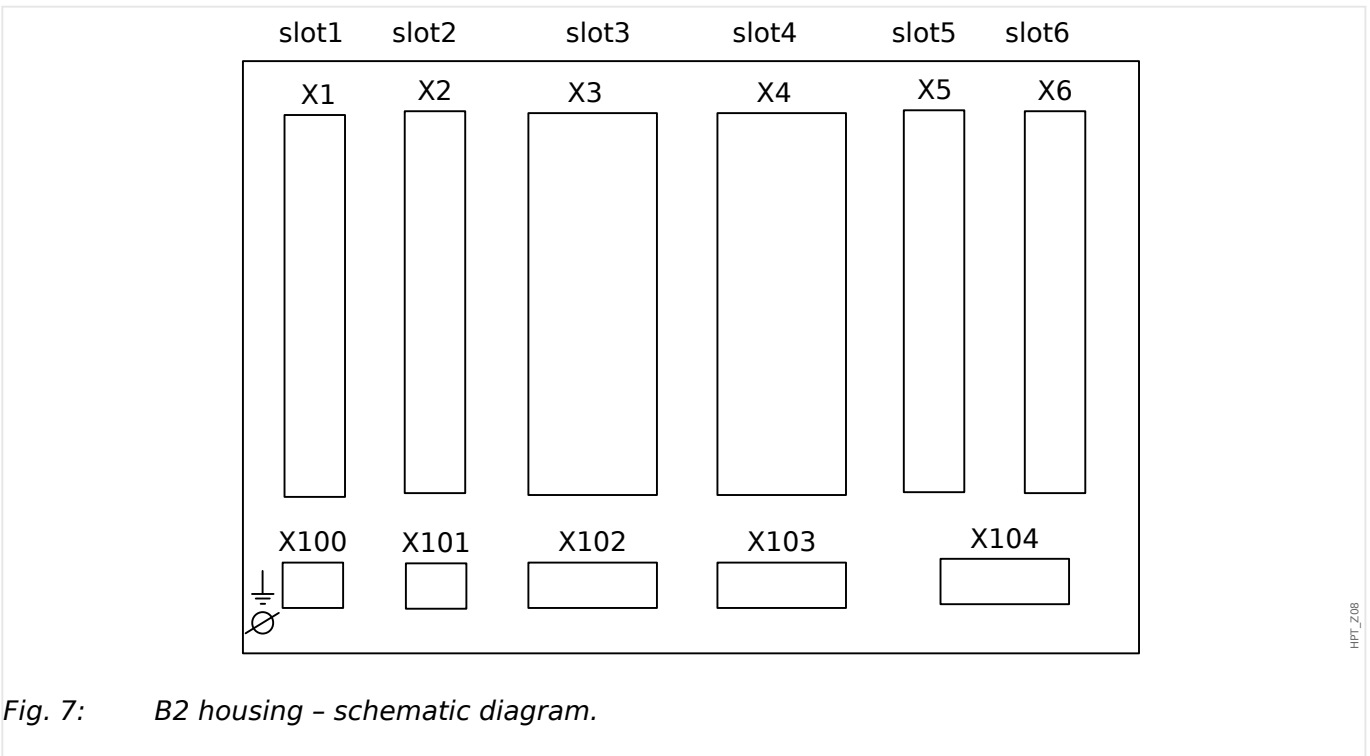 slot1 slot2 slot3 slot4 slot5 slot6
X1 X2 X3 X4 X5 X6
X100 X101 X102 X103 X104
HPT_Z08
Fig. 7: B2 housing – schematic diagram.